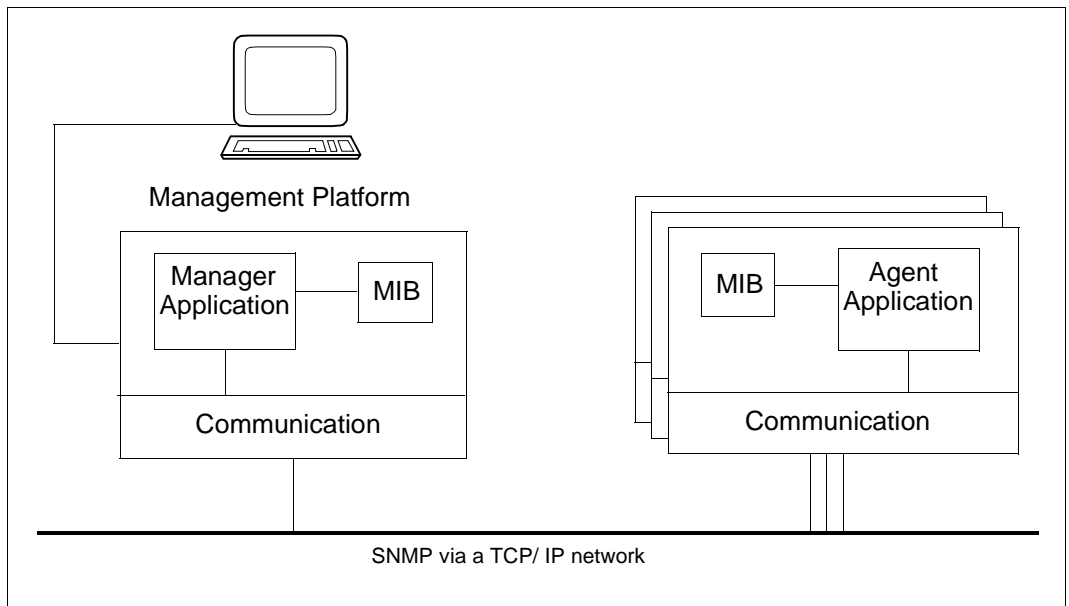 Management Platform
Manager
Application
MIB
Communication
MIB
Agent
Application
Communication
SNMP via a TCP/ IP network